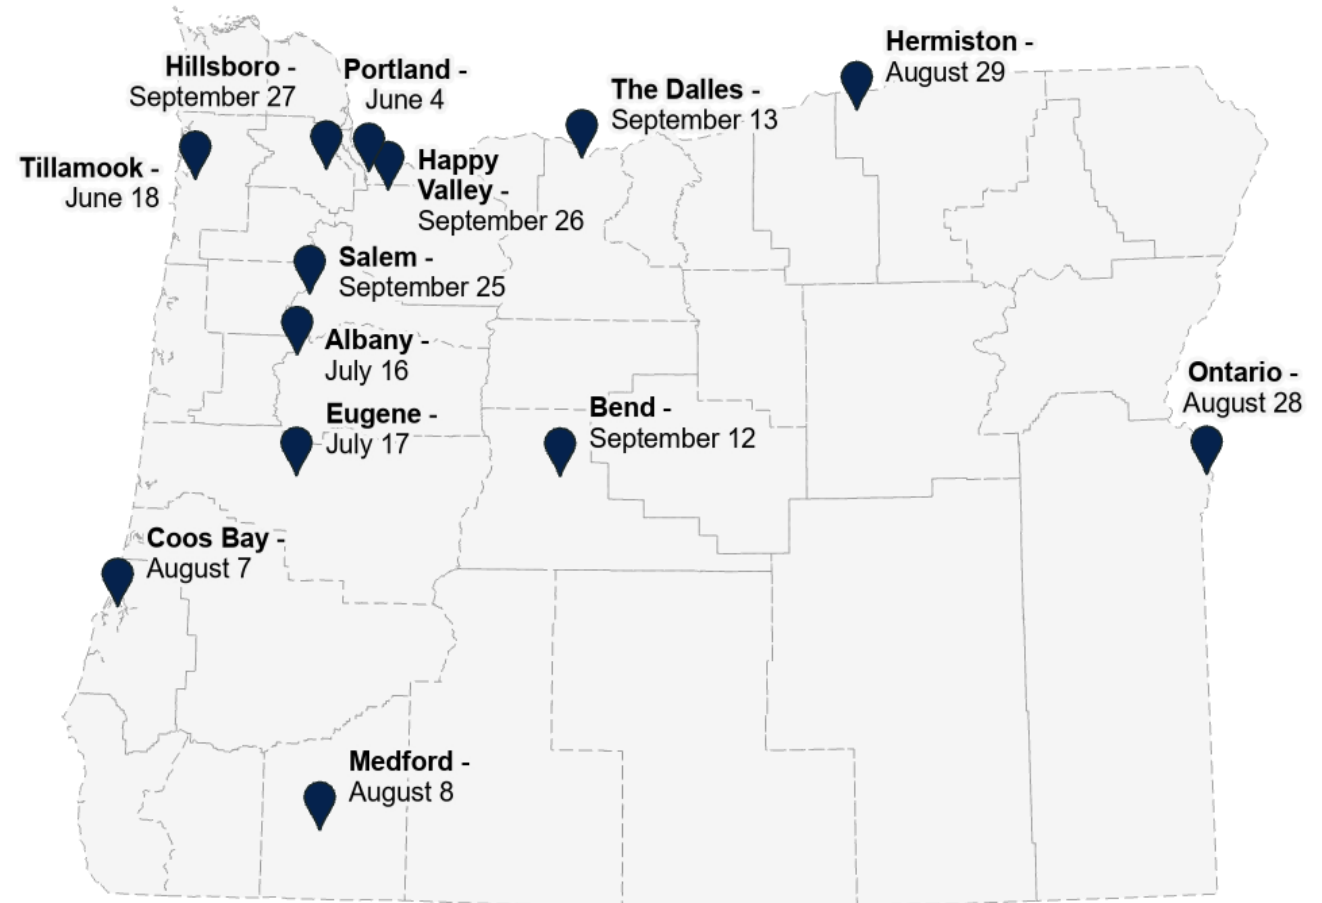 Hermiston -
August 29
Hillsboro -
September 27
Portland -
June 4
The Dalles -
September 13
Tillamook -
June 18
Happy
Valley -
September 26
Salem -
September 25
Albany -
July 16
Ontario -
August 28
Eugene -
July 17
Bend -
September 12
Coos Bay -
August 7
Medford -
August 8